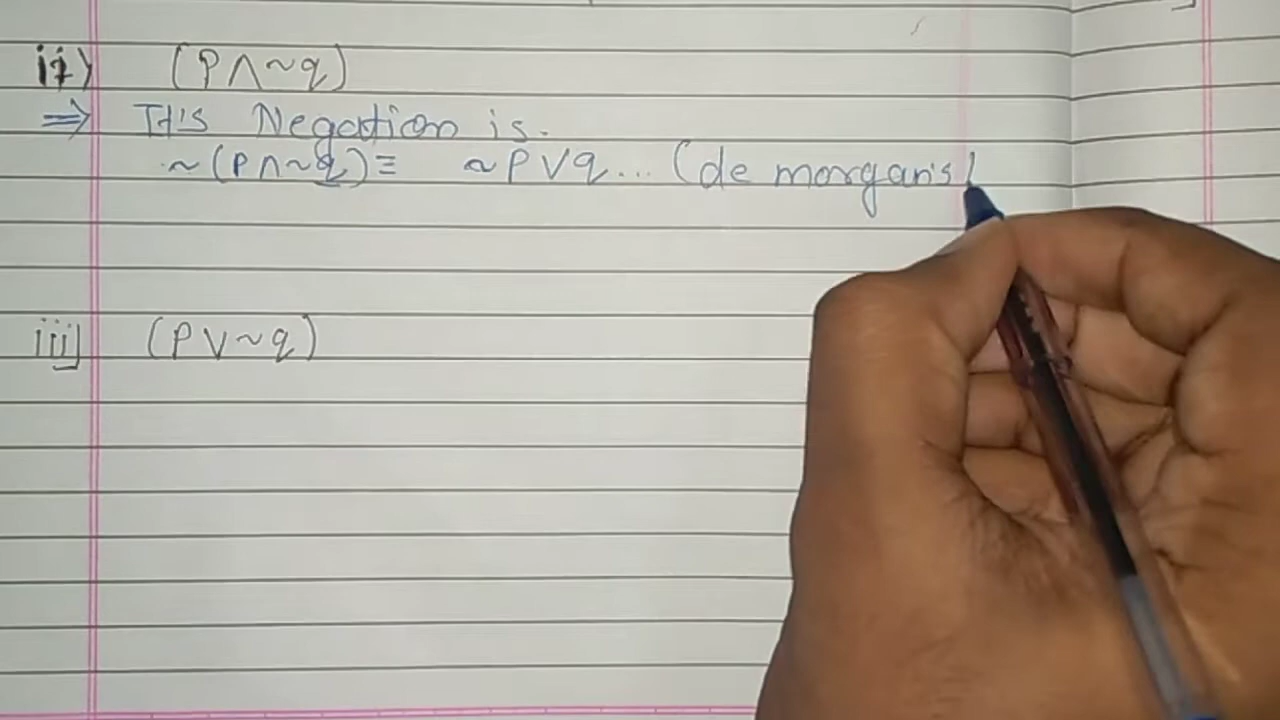 ii) (P∧~q)
⇒ It's Negation is.
~(P∧~q)≡ ~P∨q... (de morgan's)
iii] (P∨~q)